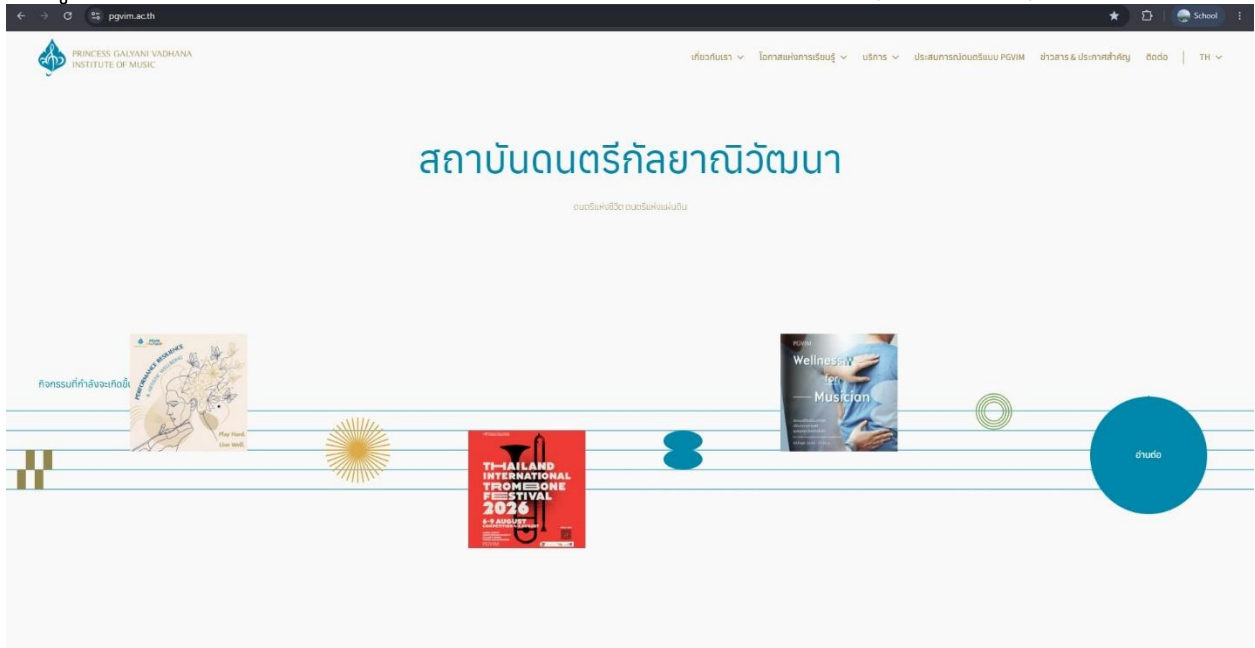 pgvim.ac.th
School
PRINCESS GALYANI VADHANA
INSTITUTE OF MUSIC
เกี่ยวกับเรา
โอกาสแห่งการเรียนรู้
บริการ
ประสบการณ์ดนตรีแบบ PGVIM
ข่าวสาร & ประกาศสำคัญ
ติดต่อ
TH
สถาบันดนตรีกัลยาณิวัฒนา
ดนตรีแห่งชีวิต ดนตรีแห่งแผ่นดิน
กิจกรรมที่กำลังจะเกิดขึ้น
PERFORMANCE RESILIENCE
Play Hard.
Live Well.
THAILAND
INTERNATIONAL
TROMBONE
FESTIVAL
2026
6-9 AUGUST
PGVIM
PGVIM
Wellness
for
Musician
อ่านต่อ